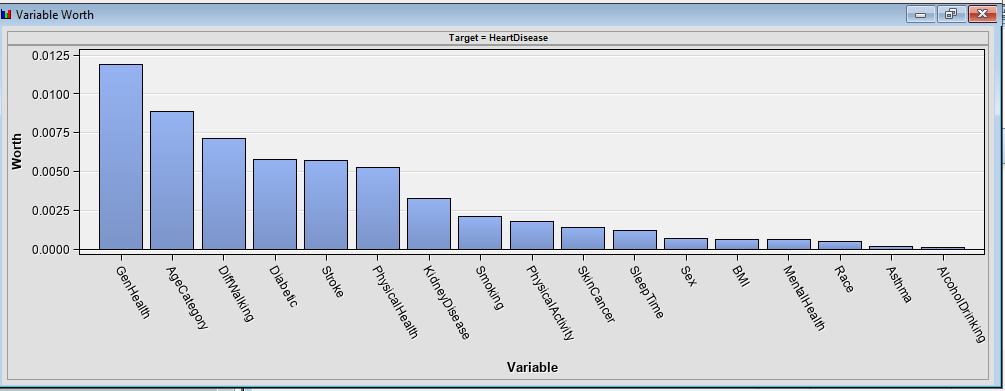 Variable Worth
Target = HeartDisease
Worth
0.0125
0.0100
0.0075
0.0050
0.0025
0.0000
GenHealth
AgeCategory
DiffWalking
Diabetic
Stroke
PhysicalHealth
KidneyDisease
Smoking
PhysicalActivity
SkinCancer
SleepTime
Sex
BMI
MentalHealth
Race
Asthma
AlcoholDrinking
Variable